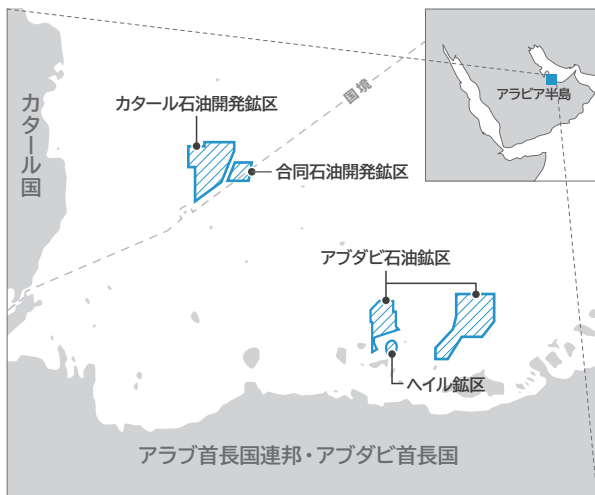 アラビア半島
国境
カタール国
カタール石油開発鉱区
合同石油開発鉱区
アブダビ石油鉱区
ヘイル鉱区
アラブ首長国連邦・アブダビ首長国